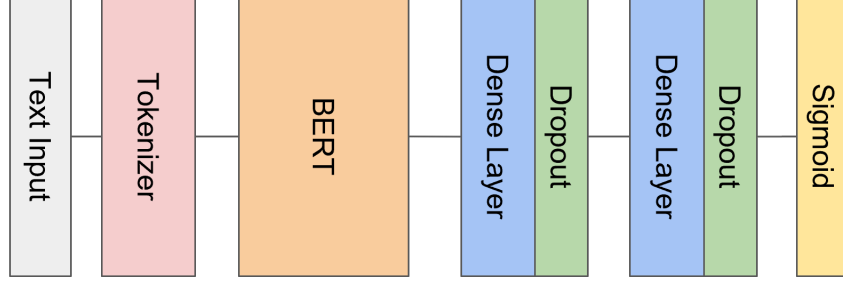 Text Input
Tokenizer
BERT
Dense Layer
Dropout
Dense Layer
Dropout
Sigmoid